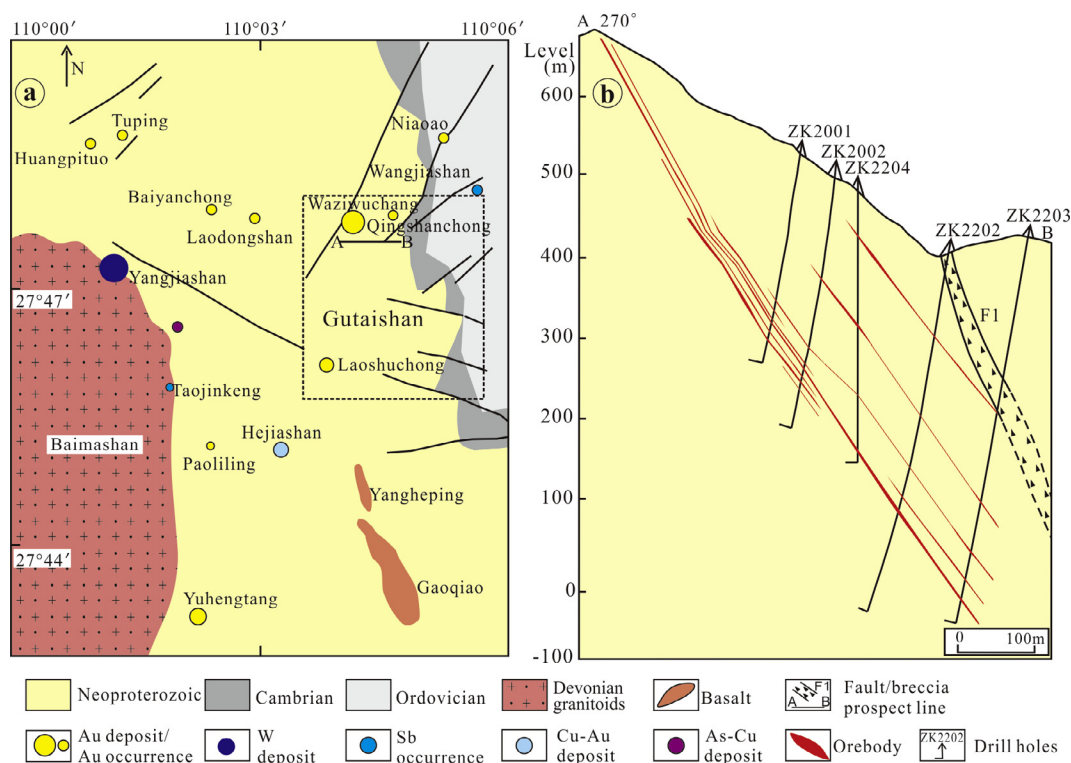 110°00′ 110°03′ 110°06′
N
a
Tuping
Huangpituo
Niaoao
Wangjiashan
Baiyanchong
Laodongshan
Waziwuchang
Qingshanchong
A B
Yangjiashan
27°47′
Gutaishan
Laoshuchong
Taojinkeng
Baimashan
Hejiashan
Paoliling
Yangheping
27°44′
Gaoqiao
Yuhengtang
A 270°
Level
(m)
b
600
500
400
300
200
100
0
-100
ZK2001
ZK2002
ZK2204
ZK2202
ZK2203
B
F1
0 100m
Neoproterozoic
Cambrian
Ordovician
Devonian
granitoids
Basalt
F1
A B
Fault/breccia
prospect line
Au deposit/
Au occurrence
W
deposit
Sb
occurrence
Cu-Au
deposit
As-Cu
deposit
Orebody
ZK2202
Drill holes